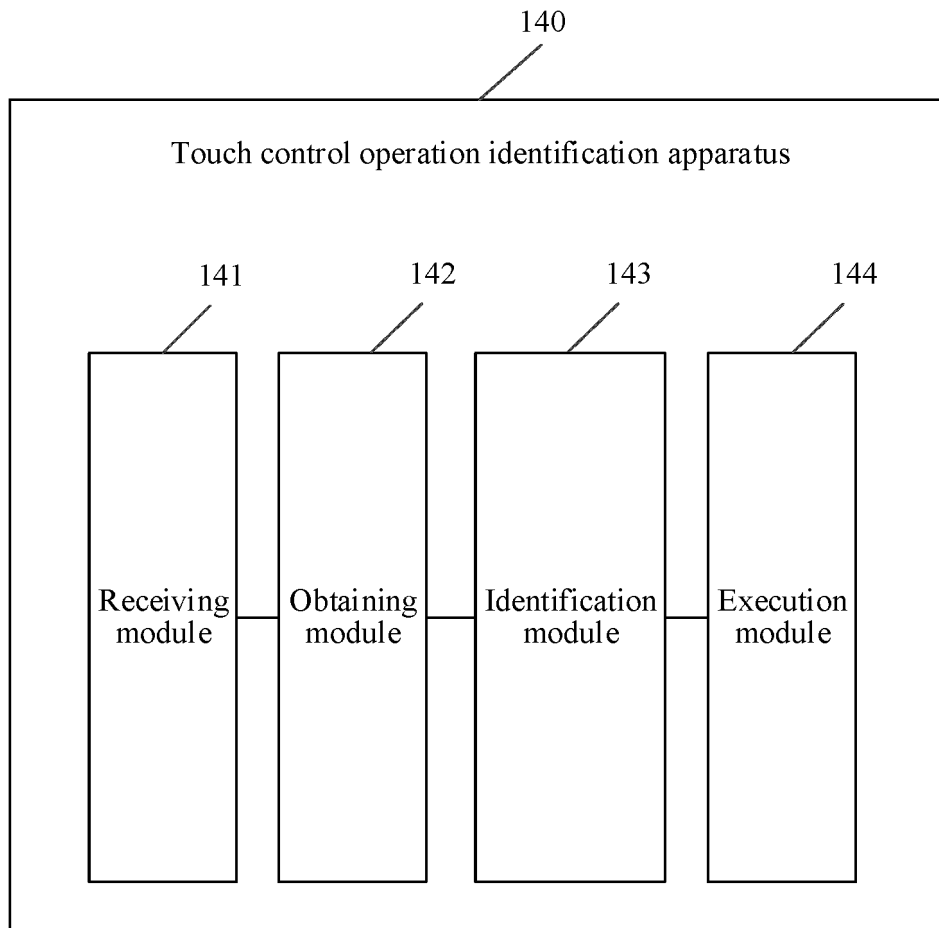 140
Touch control operation identification apparatus
141
142
143
144
Receiving
module
Obtaining
module
Identification
module
Execution
module